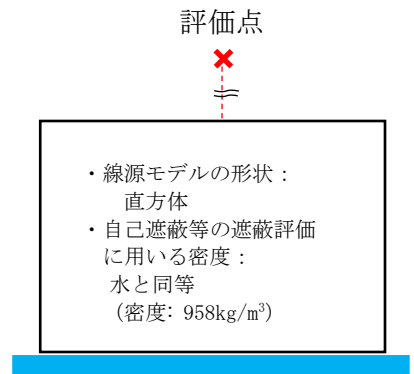 評価点
・線源モデルの形状：
直方体
・自己遮蔽等の遮蔽評価
に用いる密度：
水と同等
(密度: 958kg/m³)